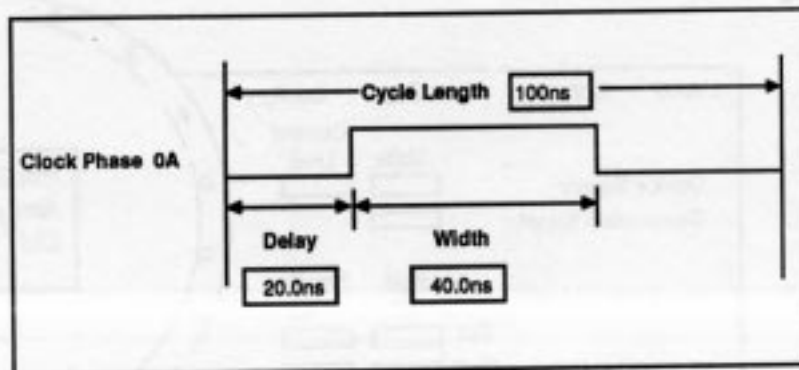 Cycle Length 100ns
Clock Phase 0A
Delay Width
20.0ns 40.0ns